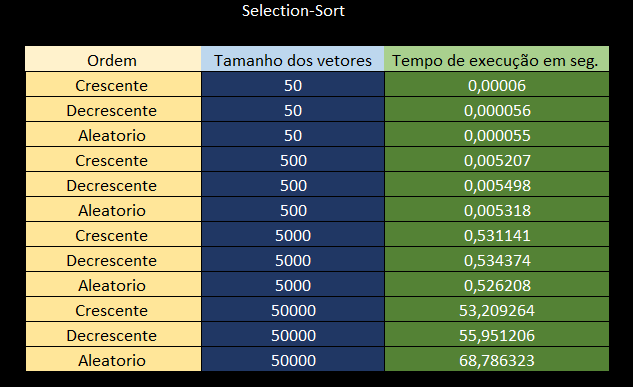 Selection-Sort
Ordem Tamanho dos vetores Tempo de execução em seg.
Crescente 50 0,00006
Decrescente 50 0,000056
Aleatorio 50 0,000055
Crescente 500 0,005207
Decrescente 500 0,005498
Aleatorio 500 0,005318
Crescente 5000 0,531141
Decrescente 5000 0,534374
Aleatorio 5000 0,526208
Crescente 50000 53,209264
Decrescente 50000 55,951206
Aleatorio 50000 68,786323